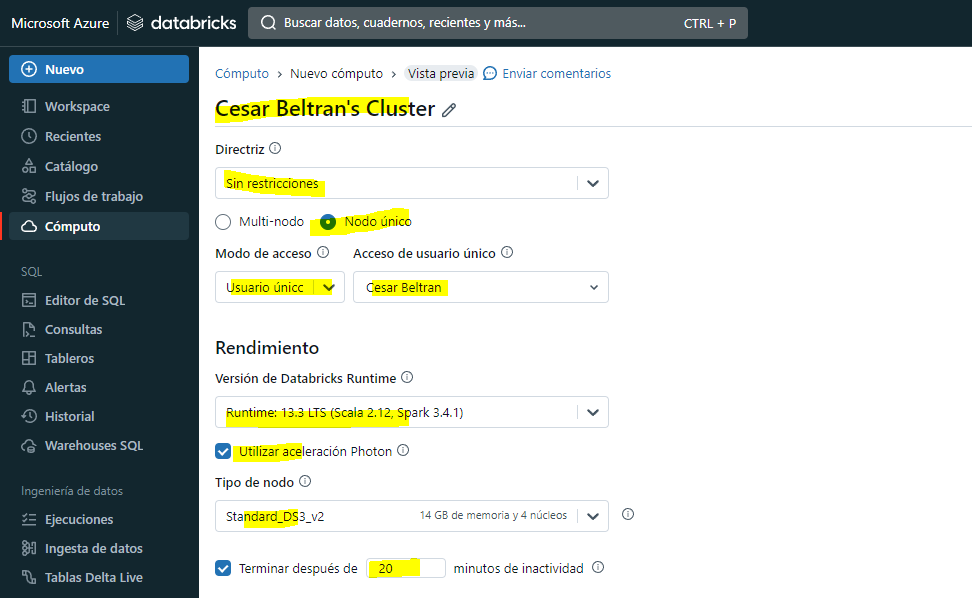 Microsoft Azure databricks Buscar datos, cuadernos, recientes y más... CTRL + P
Nuevo
Workspace
Recientes
Catálogo
Flujos de trabajo
Cómputo
SQL
Editor de SQL
Consultas
Tableros
Alertas
Historial
Warehouses SQL
Ingeniería de datos
Ejecuciones
Ingesta de datos
Tablas Delta Live
Cómputo > Nuevo cómputo > Vista previa Enviar comentarios
Cesar Beltran's Cluster
Directriz
Sin restricciones
Multi-nodo Nodo único
Modo de acceso Acceso de usuario único
Usuario únicc Cesar Beltran
Rendimiento
Versión de Databricks Runtime
Runtime: 13.3 LTS (Scala 2.12, Spark 3.4.1)
Utilizar aceleración Photon
Tipo de nodo
Standard_DS3_v2 14 GB de memoria y 4 núcleos
Terminar después de 20 minutos de inactividad